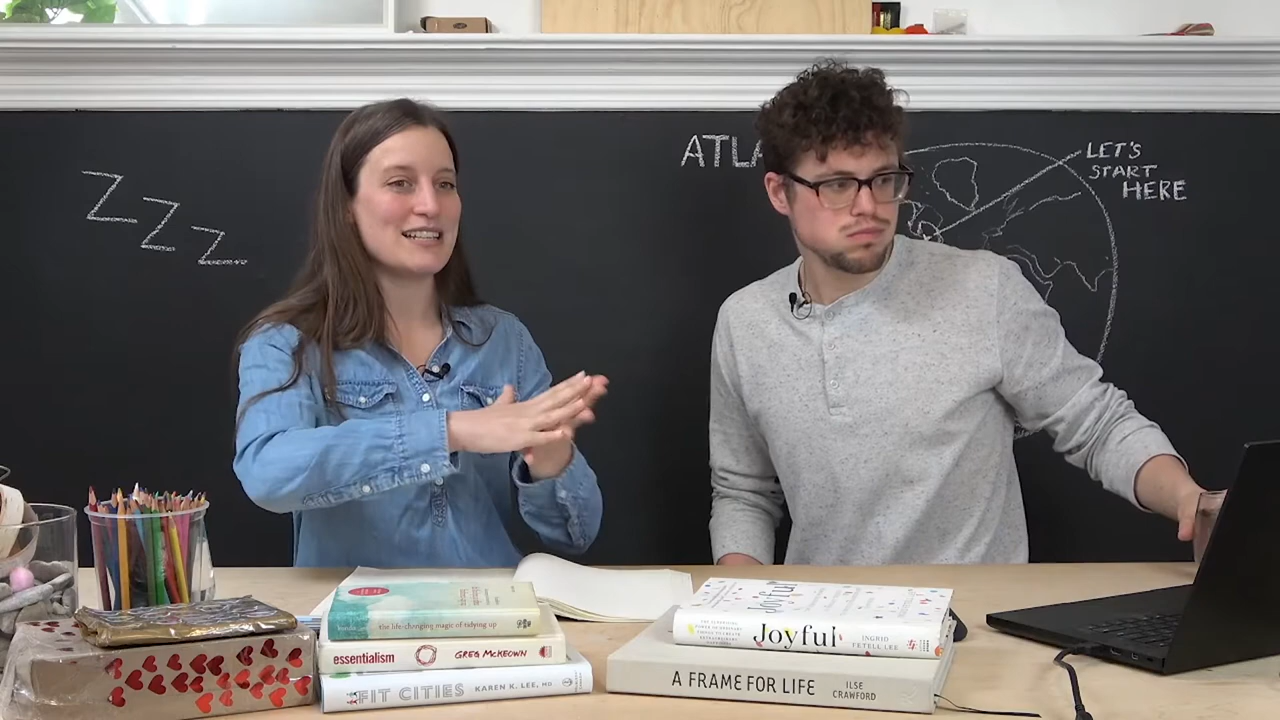 ZZZ
ATLA
LET'S
START
HERE
the life-changing magic of tidying up
essentialism GREG MCKEOWN
FIT CITIES KAREN K. LEE, MD
Joyful
Joyful INGRID
FETELL LEE
A FRAME FOR LIFE ILSE
CRAWFORD